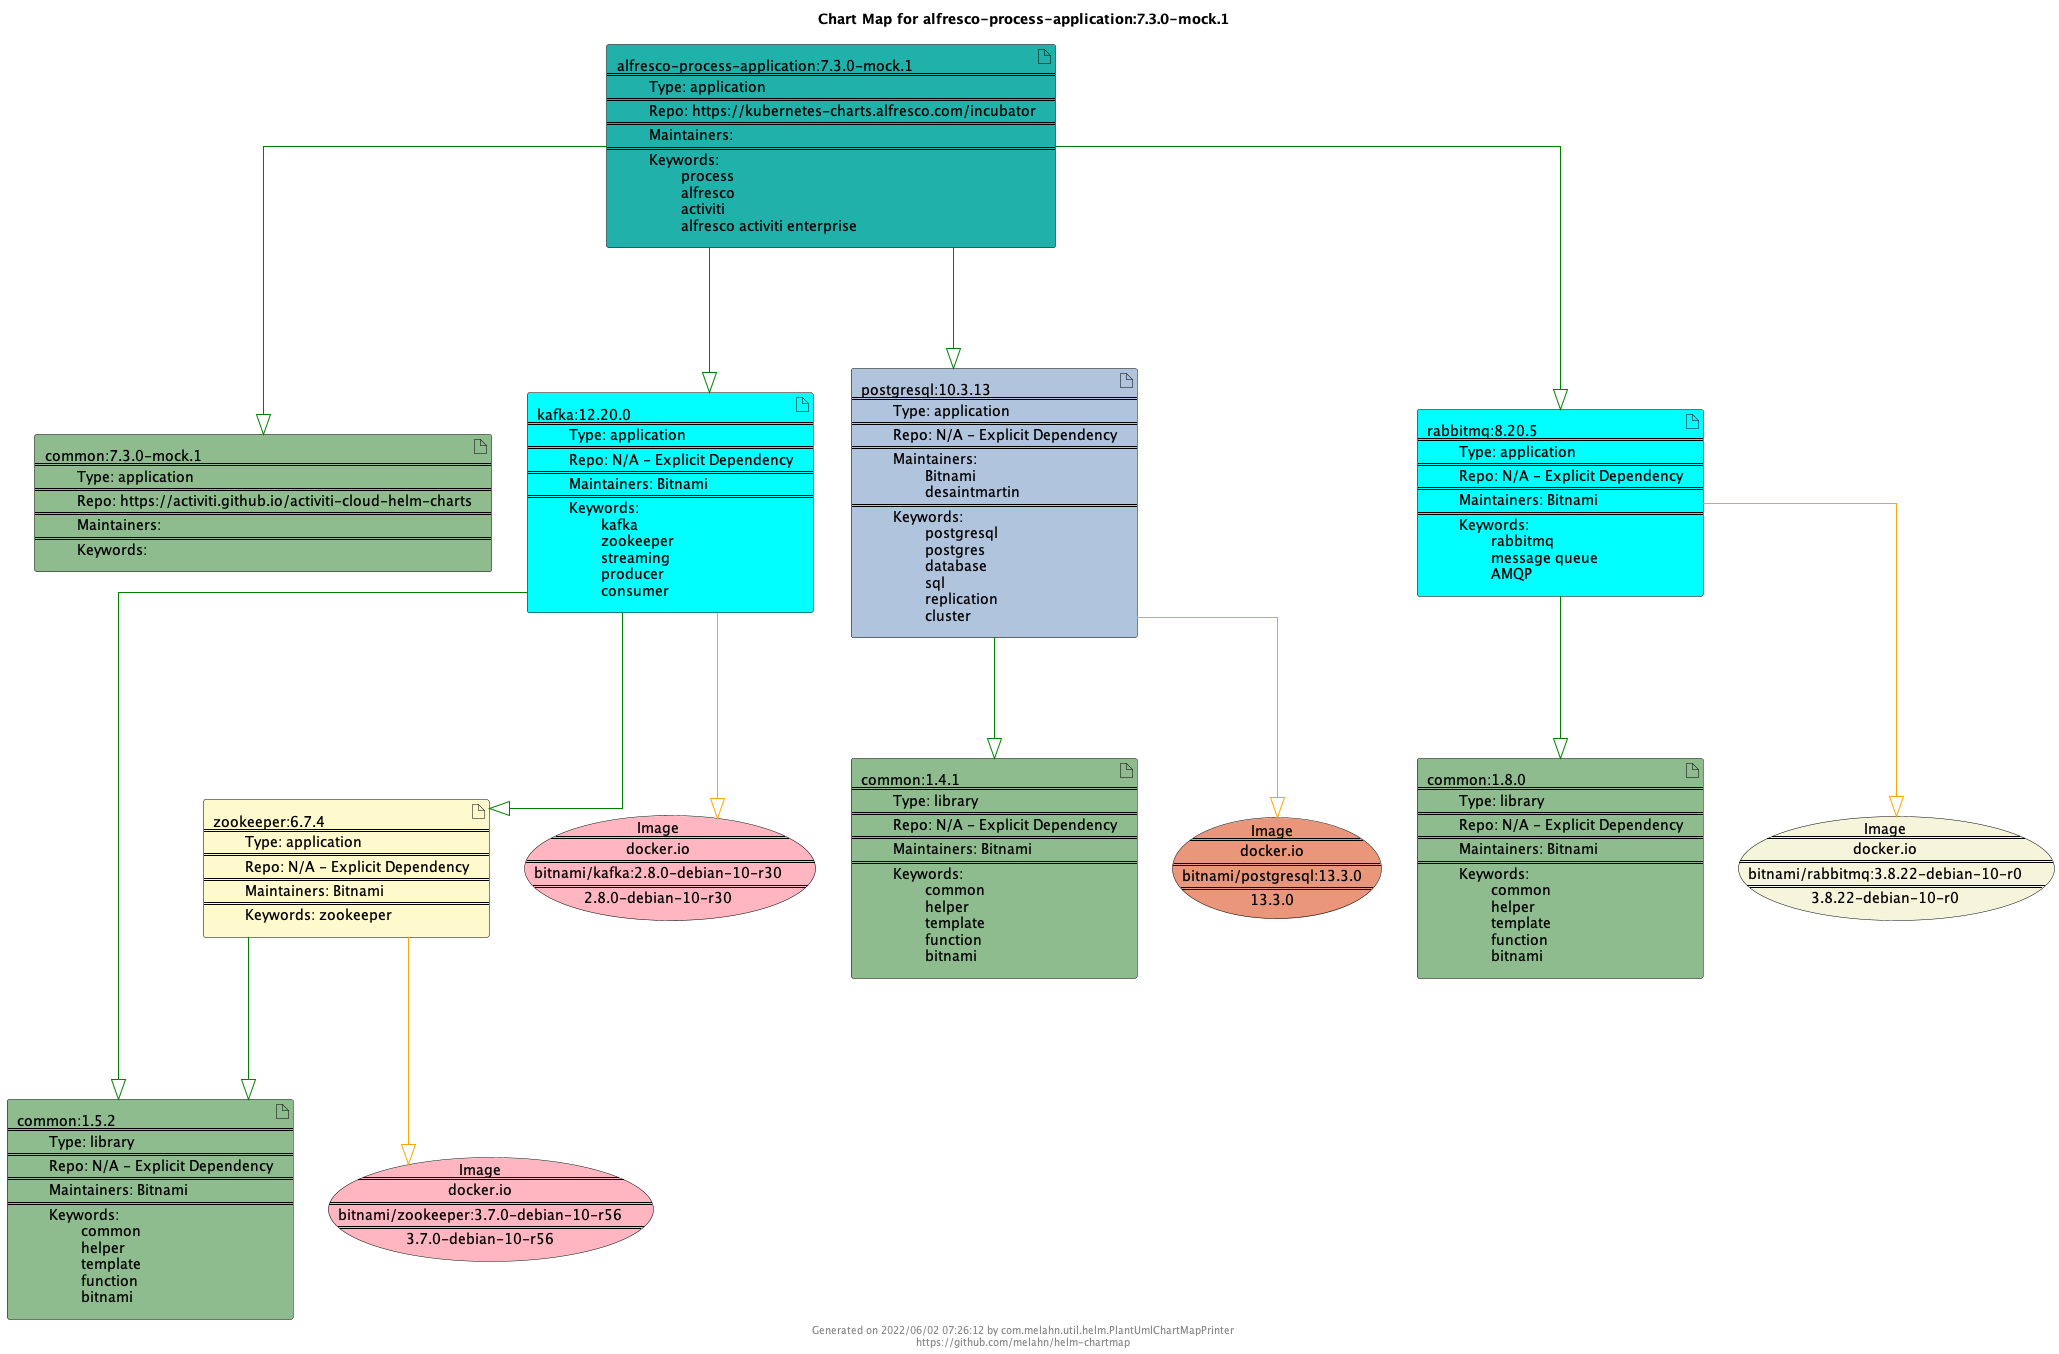 Chart Map for alfresco-process-application:7.3.0-mock.1
alfresco-process-application:7.3.0-mock.1
Type: application
Repo: https://kubernetes-charts.alfresco.com/incubator
Maintainers:
Keywords:
process
alfresco
activiti
alfresco activiti enterprise
common:7.3.0-mock.1
Type: application
Repo: https://activiti.github.io/activiti-cloud-helm-charts
Maintainers:
Keywords:
kafka:12.20.0
Type: application
Repo: N/A - Explicit Dependency
Maintainers: Bitnami
Keywords:
kafka
zookeeper
streaming
producer
consumer
postgresql:10.3.13
Type: application
Repo: N/A - Explicit Dependency
Maintainers:
Bitnami
desaintmartin
Keywords:
postgresql
postgres
database
sql
replication
cluster
rabbitmq:8.20.5
Type: application
Repo: N/A - Explicit Dependency
Maintainers: Bitnami
Keywords:
rabbitmq
message queue
AMQP
zookeeper:6.7.4
Type: application
Repo: N/A - Explicit Dependency
Maintainers: Bitnami
Keywords: zookeeper
Image
docker.io
bitnami/kafka:2.8.0-debian-10-r30
2.8.0-debian-10-r30
common:1.4.1
Type: library
Repo: N/A - Explicit Dependency
Maintainers: Bitnami
Keywords:
common
helper
template
function
bitnami
Image
docker.io
bitnami/postgresql:13.3.0
13.3.0
common:1.8.0
Type: library
Repo: N/A - Explicit Dependency
Maintainers: Bitnami
Keywords:
common
helper
template
function
bitnami
Image
docker.io
bitnami/rabbitmq:3.8.22-debian-10-r0
3.8.22-debian-10-r0
common:1.5.2
Type: library
Repo: N/A - Explicit Dependency
Maintainers: Bitnami
Keywords:
common
helper
template
function
bitnami
Image
docker.io
bitnami/zookeeper:3.7.0-debian-10-r56
3.7.0-debian-10-r56
Generated on 2022/06/02 07:26:12 by com.melahn.util.helm.PlantUmlChartMapPrinter
https://github.com/melahn/helm-chartmap